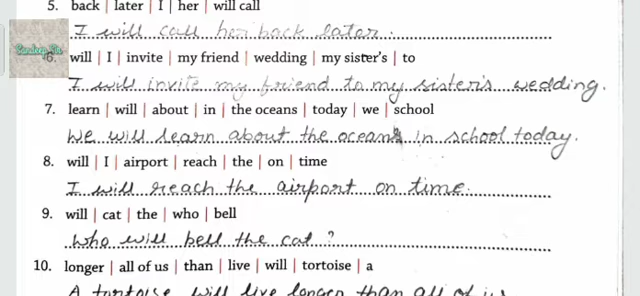 5. back | later | I | her | will call
I will call her back later.
6. will | I | invite | my friend | wedding | my sister's | to
I will invite my friend to my sister's wedding.
7. learn | will | about | in | the oceans | today | we | school
We will learn about the oceans in school today.
8. will | I | airport | reach | the | on | time
I will reach the airport on time.
9. will | cat | the | who | bell
Who will bell the cat?
10. longer | all of us | than | live | will | tortoise | a
A tortoise will live longer than all of us